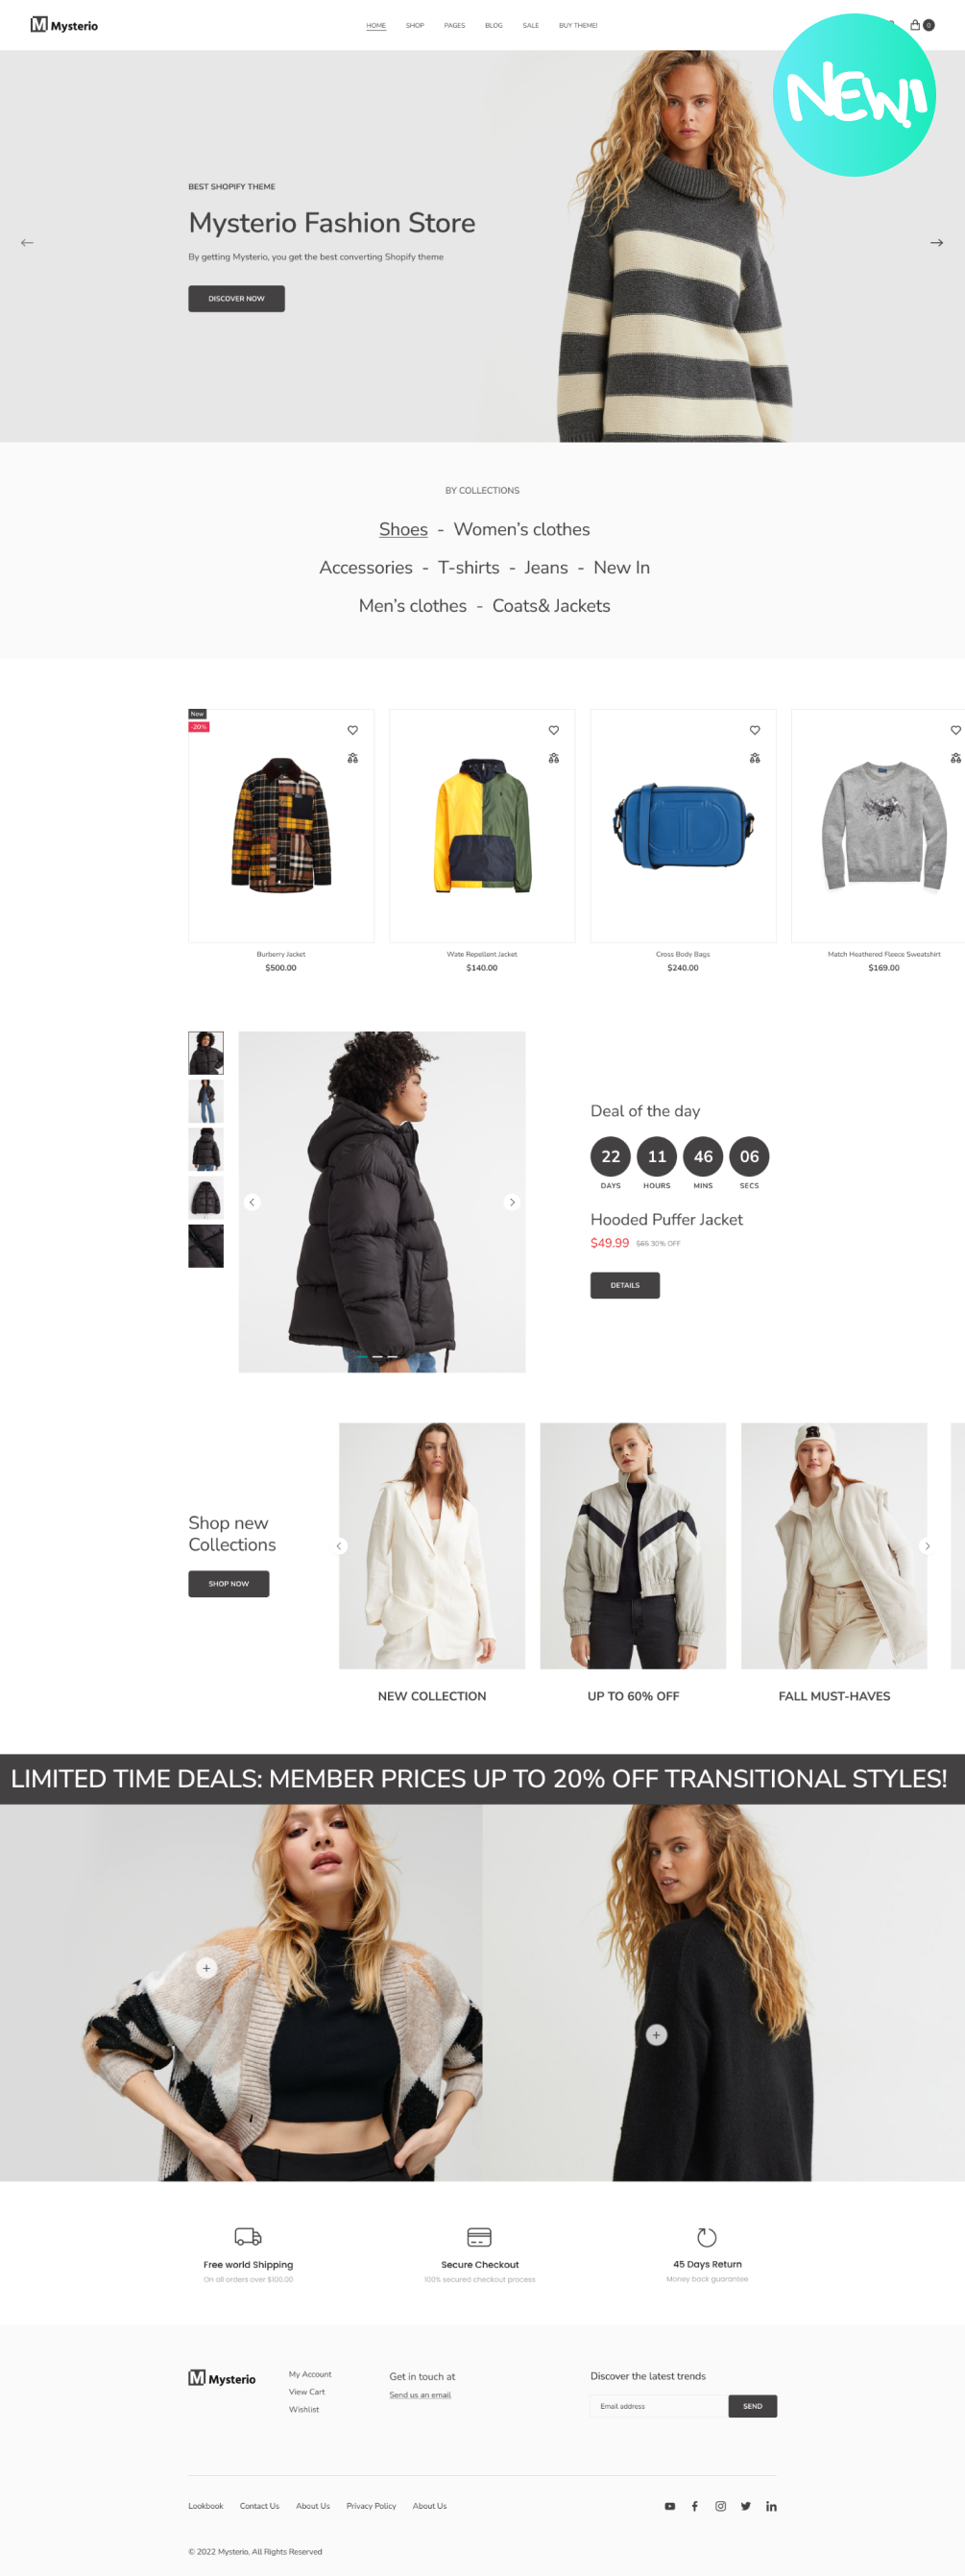 M Mysterio
HOME SHOP PAGES BLOG SALE BUY THEME!
0
NEW!
BEST SHOPIFY THEME
Mysterio Fashion Store
By getting Mysterio, you get the best converting Shopify theme
DISCOVER NOW
BY COLLECTIONS
Shoes - Women's clothes
Accessories - T-shirts - Jeans - New In
Men's clothes - Coats& Jackets
New
-20%
Burberry Jacket
$500.00
Wate Repellent Jacket
$140.00
Cross Body Bags
$240.00
Match Heathered Fleece Sweatshirt
$169.00
Deal of the day
22 11 46 06
DAYS HOURS MINS SECS
Hooded Puffer Jacket
$49.99 $65 30% OFF
DETAILS
Shop new
Collections
SHOP NOW
NEW COLLECTION
UP TO 60% OFF
FALL MUST-HAVES
LIMITED TIME DEALS: MEMBER PRICES UP TO 20% OFF TRANSITIONAL STYLES!
Free world Shipping
On all orders over $100.00
Secure Checkout
100% secured checkout process
45 Days Return
Money back guarantee
M Mysterio
My Account
View Cart
Wishlist
Get in touch at
Send us an email
Discover the latest trends
Email address
SEND
Lookbook Contact Us About Us Privacy Policy About Us
© 2022 Mysterio, All Rights Reserved